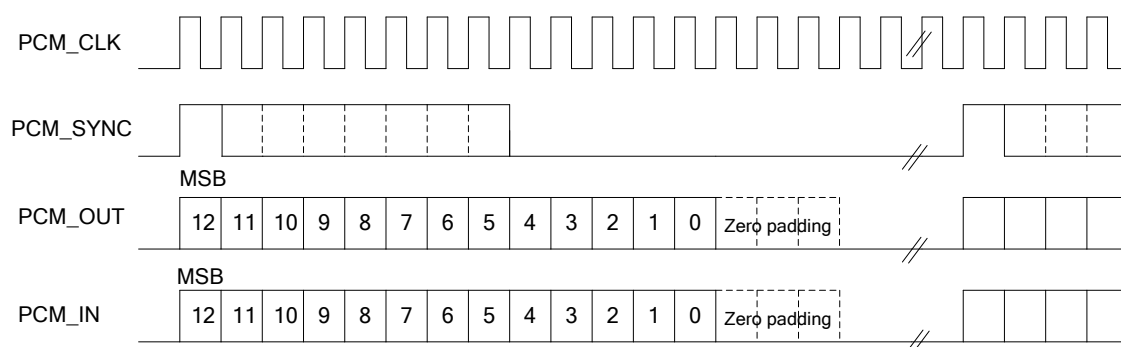 PCM_CLK
PCM_SYNC
MSB
PCM_OUT 12 11 10 9 8 7 6 5 4 3 2 1 0 Zero padding
MSB
PCM_IN 12 11 10 9 8 7 6 5 4 3 2 1 0 Zero padding